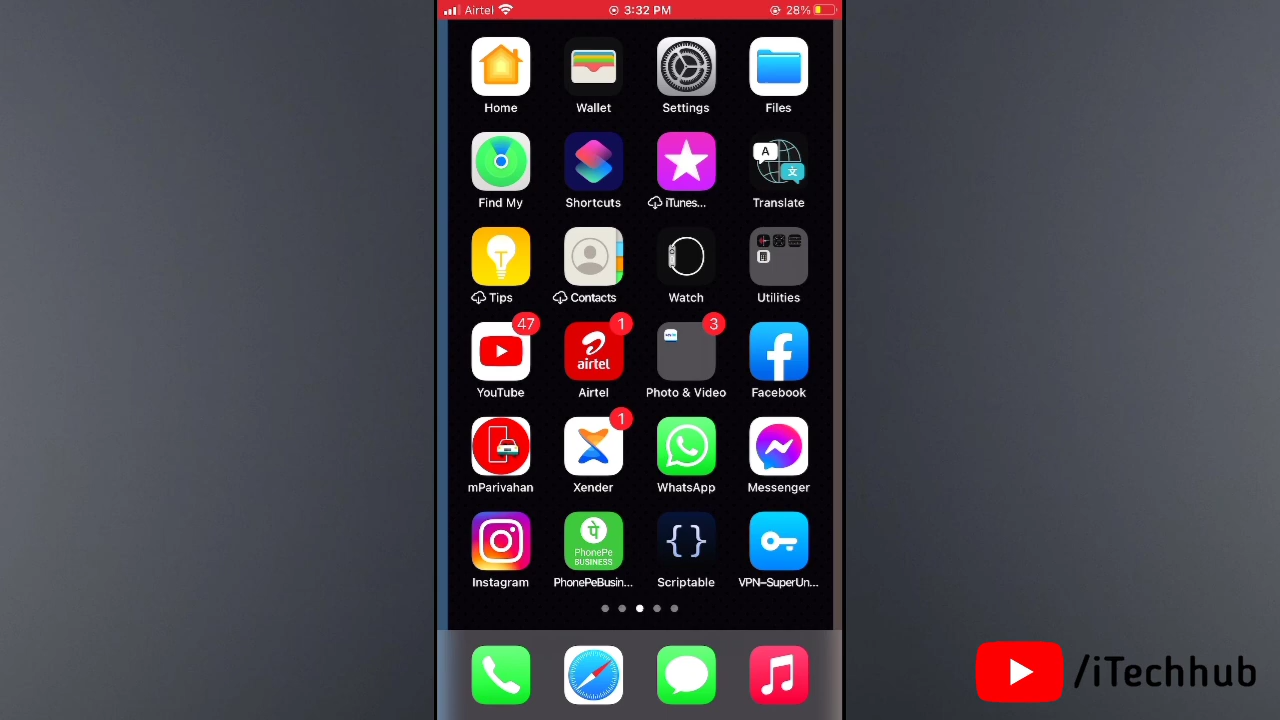 Airtel 3:32 PM 28%
Home Wallet Settings Files
A 文
Find My Shortcuts iTunes... Translate
Tips Contacts Watch Utilities
47 1 3
airtel
YouTube Airtel Photo & Video Facebook
1
mParivahan Xender WhatsApp Messenger
पे
PhonePe
BUSINESS
{ }
Instagram PhonePeBusin... Scriptable VPN–SuperUn...
/iTechhub